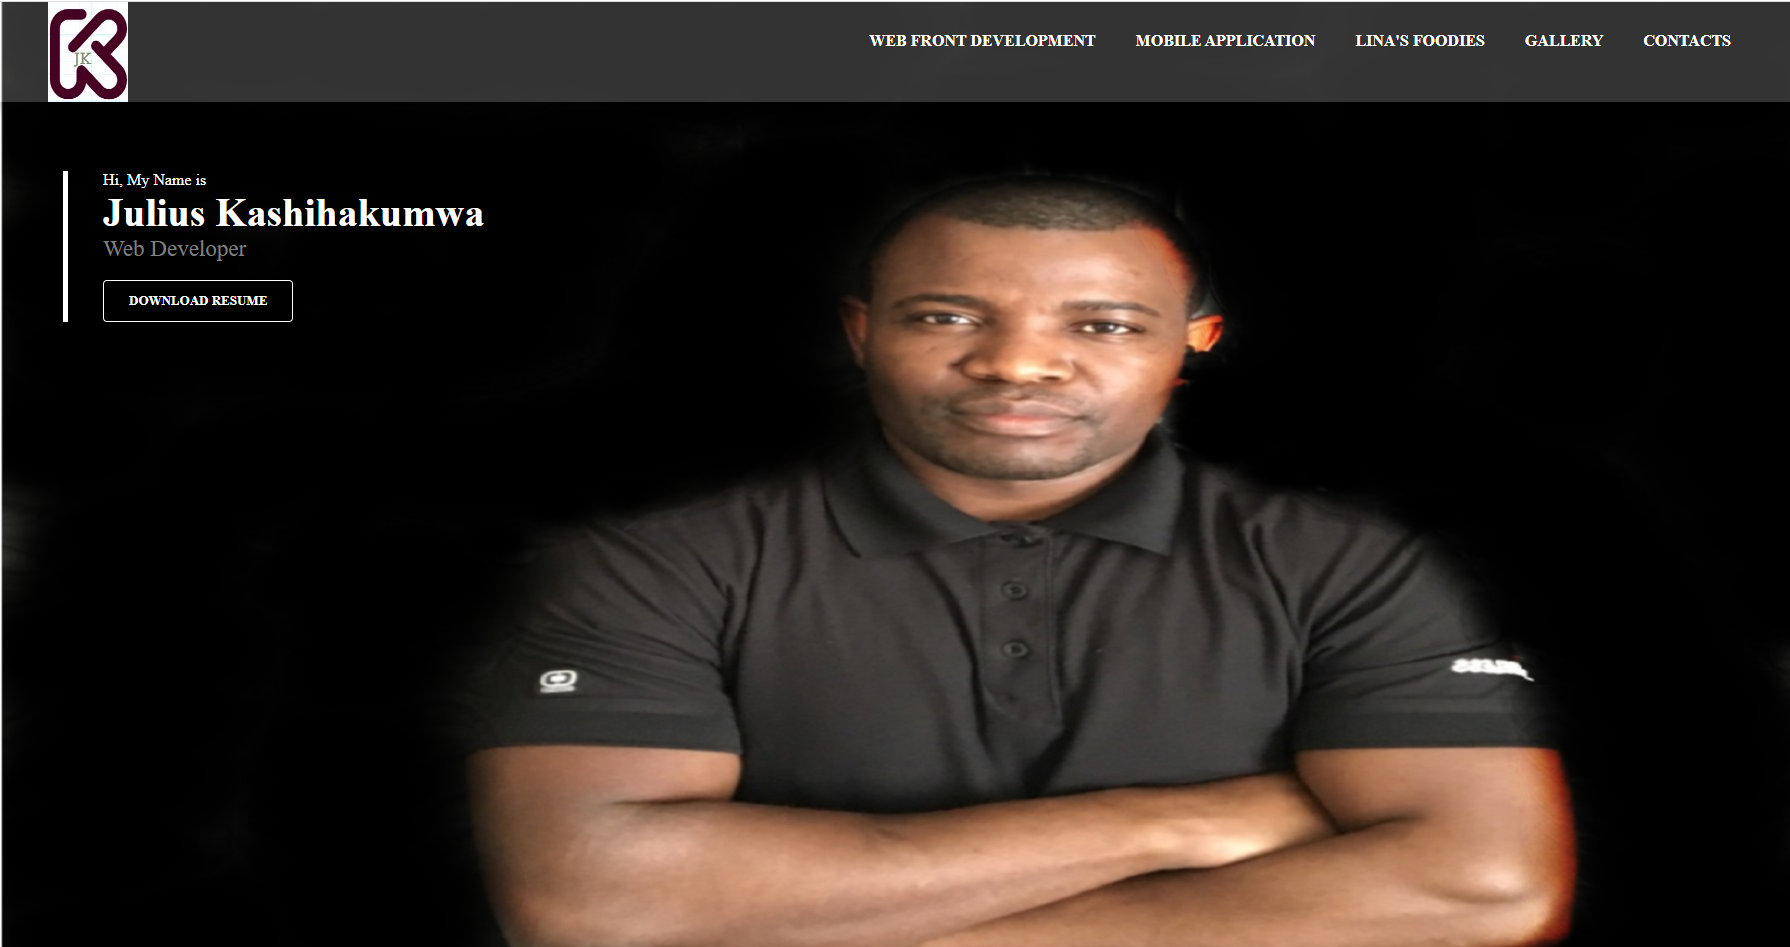 JK
WEB FRONT DEVELOPMENT MOBILE APPLICATION LINA'S FOODIES GALLERY CONTACTS
Hi, My Name is
Julius Kashihakumwa
Web Developer
DOWNLOAD RESUME